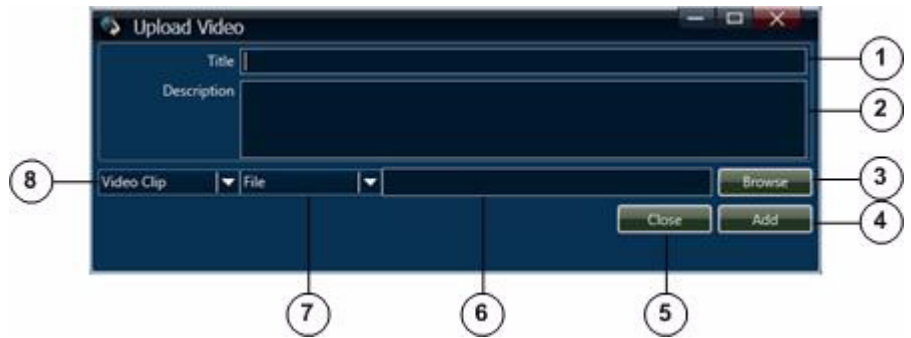 Upload Video
Title
1
Description
2
8
Video Clip
File
Browse
3
Close
Add
4
7
6
5